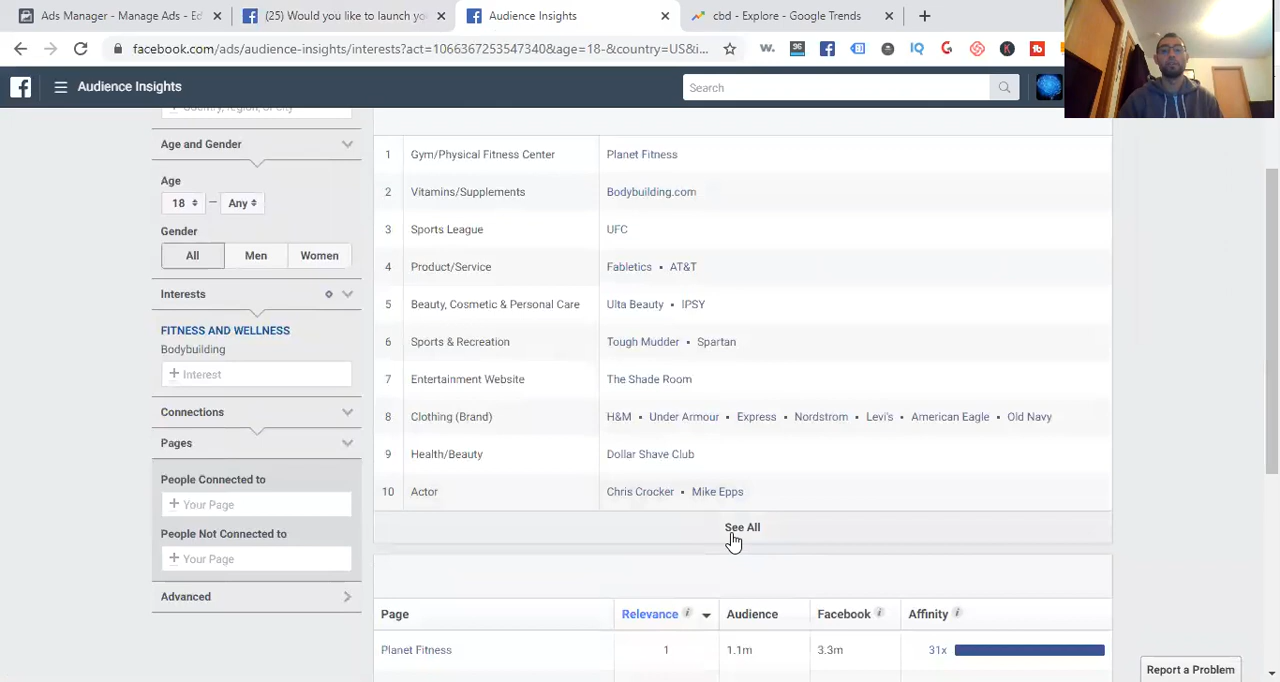 Ads Manager - Manage Ads - Ed
(25) Would you like to launch you
Audience Insights
cbd - Explore - Google Trends
facebook.com/ads/audience-insights/interests?act=1066367253547340&age=18-&country=US&i...
Audience Insights
Search
Country, region, or city
Age and Gender
Age
18 – Any
Gender
All Men Women
Interests
FITNESS AND WELLNESS
Bodybuilding
+ Interest
Connections
Pages
People Connected to
+ Your Page
People Not Connected to
+ Your Page
Advanced
1 Gym/Physical Fitness Center Planet Fitness
2 Vitamins/Supplements Bodybuilding.com
3 Sports League UFC
4 Product/Service Fabletics • AT&T
5 Beauty, Cosmetic & Personal Care Ulta Beauty • IPSY
6 Sports & Recreation Tough Mudder • Spartan
7 Entertainment Website The Shade Room
8 Clothing (Brand) H&M • Under Armour • Express • Nordstrom • Levi's • American Eagle • Old Navy
9 Health/Beauty Dollar Shave Club
10 Actor Chris Crocker • Mike Epps
See All
Page Relevance Audience Facebook Affinity
Planet Fitness 1 1.1m 3.3m 31x
Report a Problem